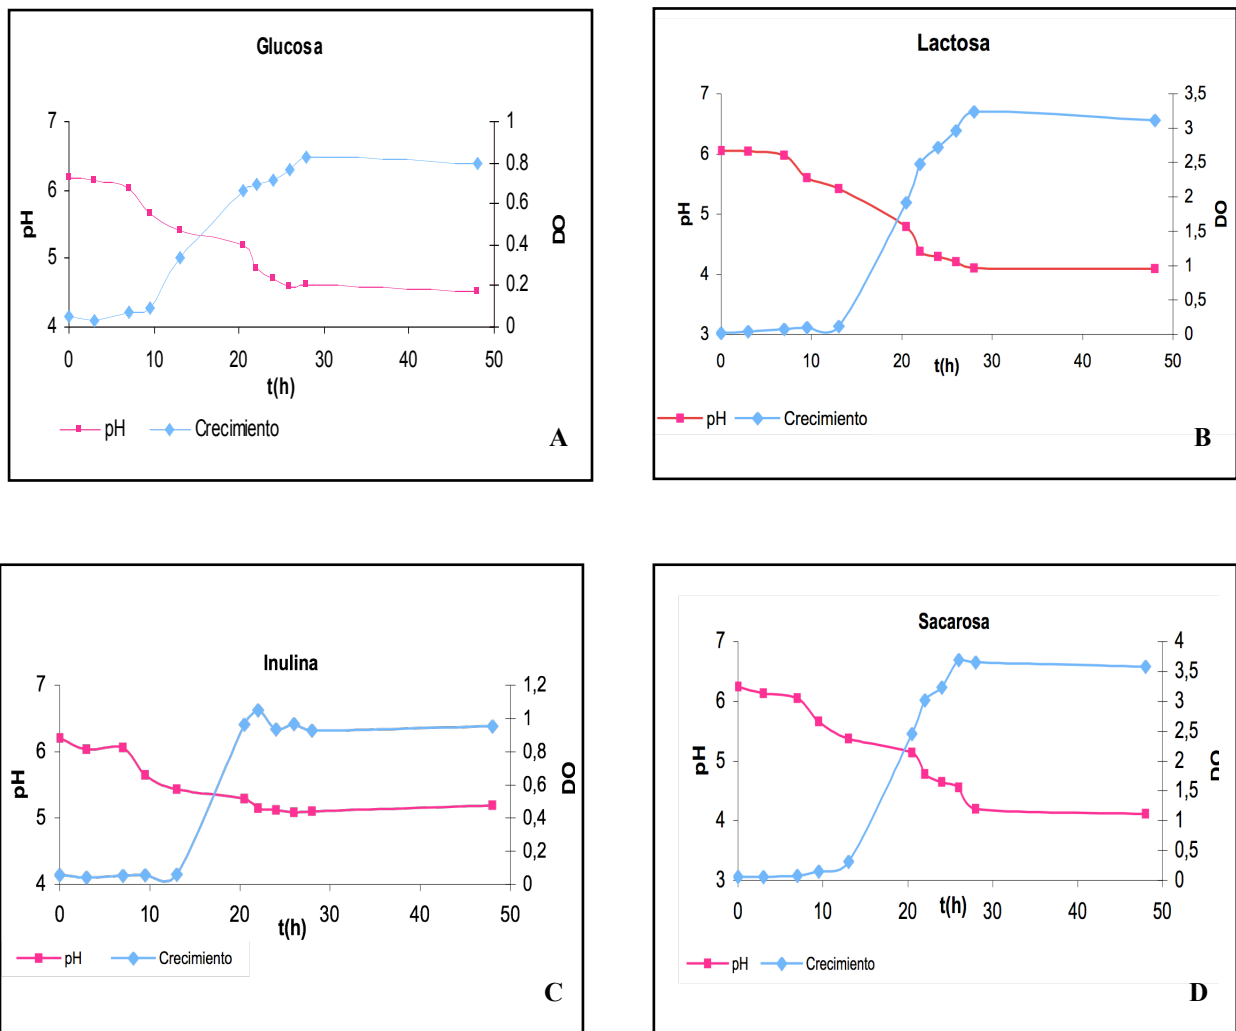 Glucosa
7
6
5
4
pH
1
0.8
0.6
0.4
0.2
0
DO
0 10 20 30 40 50
t(h)
pH Crecimiento
A
Lactosa
7
6
5
4
3
pH
3,5
3
2,5
2
1,5
1
0,5
0
DO
0 10 20 30 40 50
t(h)
pH Crecimiento
B
Inulina
7
6
5
4
pH
1,2
1
0,8
0,6
0,4
0,2
0
DO
0 10 20 30 40 50
t(h)
pH Crecimiento
C
Sacarosa
7
6
5
4
3
pH
4
3,5
3
2,5
2
1,5
1
0,5
0
DO
0 10 20 30 40 50
t(h)
pH Crecimiento
D